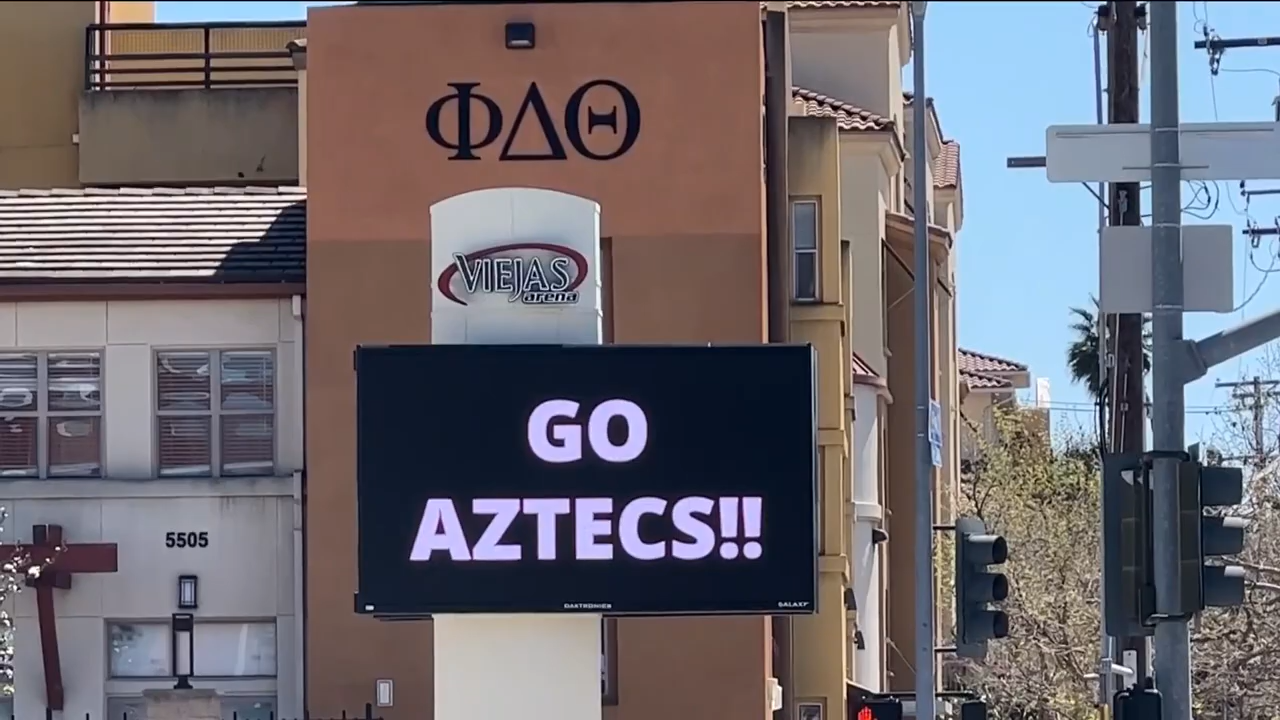 ΦΔΘ
VIEJAS
arena
GO
AZTECS!!
5505
DAKTRONICS
GALAXY